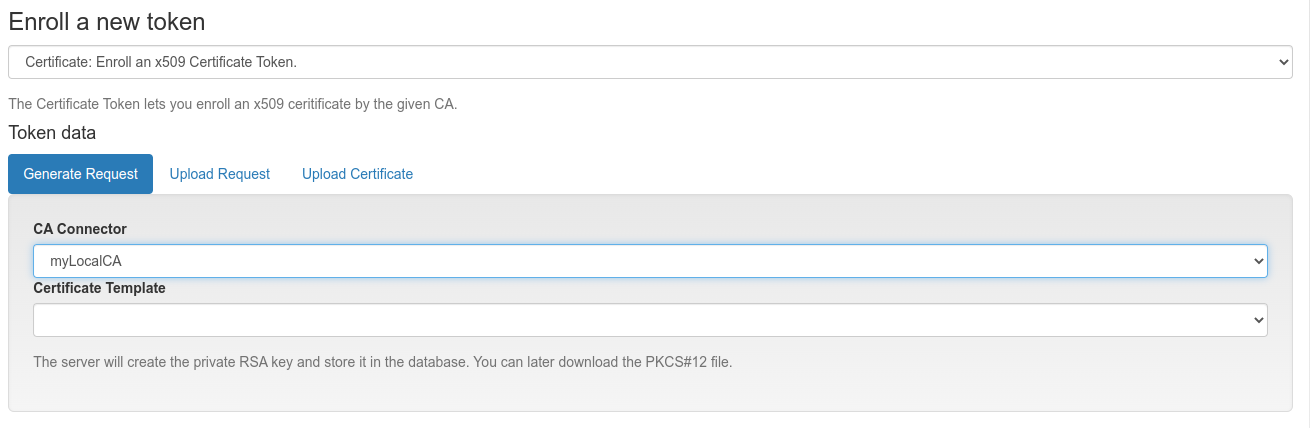 Enroll a new token
Certificate: Enroll an x509 Certificate Token.
The Certificate Token lets you enroll an x509 ceritificate by the given CA.
Token data
Generate Request Upload Request Upload Certificate
CA Connector
myLocalCA
Certificate Template
The server will create the private RSA key and store it in the database. You can later download the PKCS#12 file.